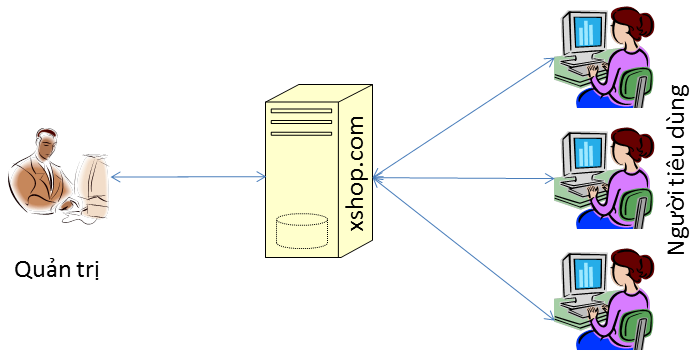 Quản trị
xshop.com
Người tiêu dùng